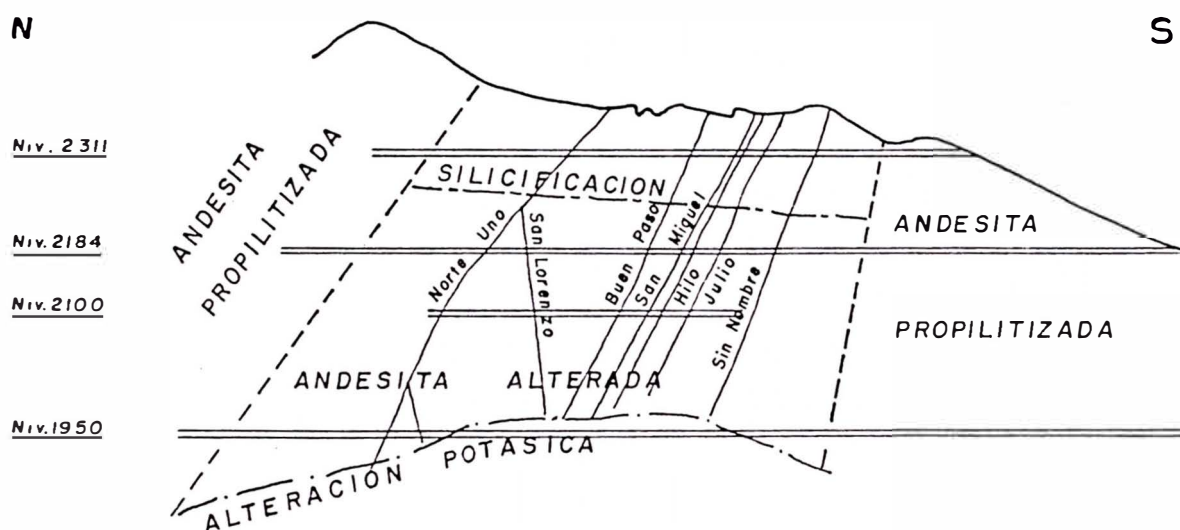 N
S
Niv. 2311
ANDESITA
PROPILITIZADA
SILICIFICACION
Niv. 2184
Norte Uno
San Lorenzo
Buen Paso
San Miguel
Hilo
Julio
Sin Nombre
ANDESITA
Niv. 2100
PROPILITIZADA
ANDESITA ALTERADA
Niv. 1950
ALTERACIÓN POTASICA